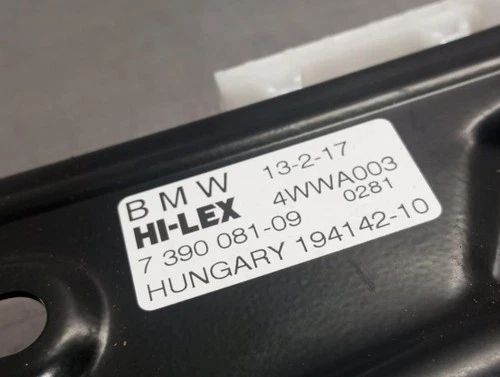 BMW 13-2-17
HI-LEX 4WWA003
7 390 081-09 0281
HUNGARY 194142-10